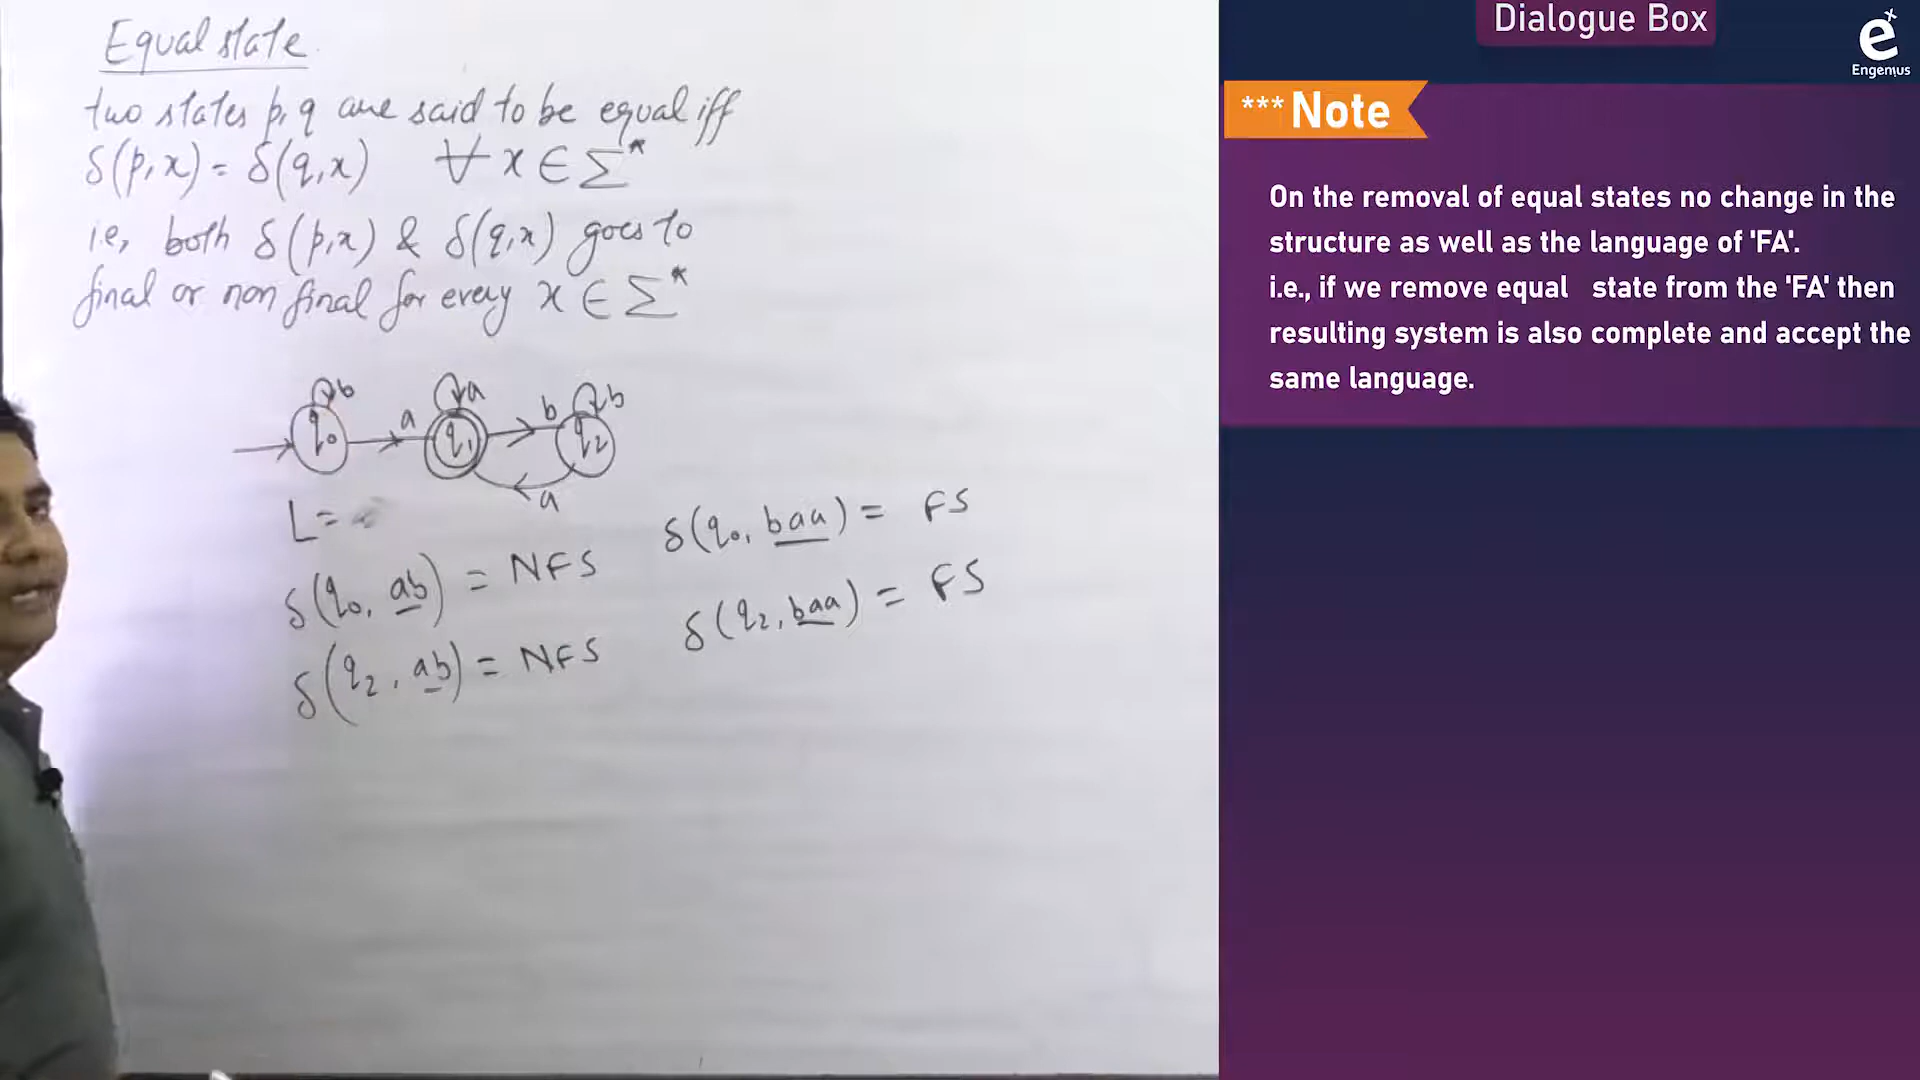 Equal state
two states p, q are said to be equal iff
δ(p,x) = δ(q,x) ∀ x ∈ Σ*
i.e, both δ(p,x) & δ(q,x) goes to
final or non final for every x ∈ Σ*
b a b b
a
q0 q1 q2
a
L =
δ(q0, ab) = NFS
δ(q2, ab) = NFS
δ(q0, baa) = FS
δ(q2, baa) = FS
Dialogue Box
ex
Engenius
*** Note
On the removal of equal states no change in the
structure as well as the language of 'FA'.
i.e., if we remove equal state from the 'FA' then
resulting system is also complete and accept the
same language.